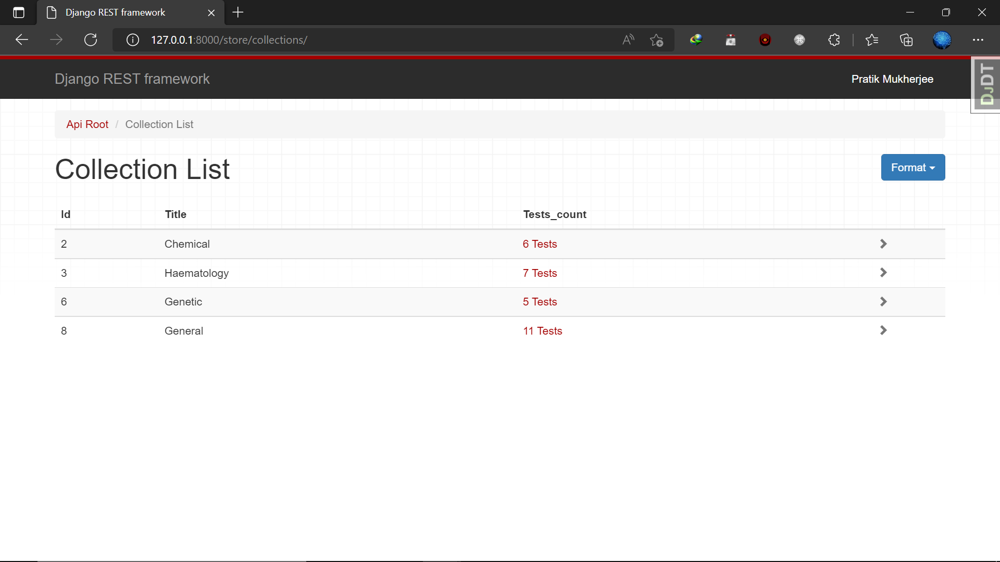 Django REST framework
127.0.0.1:8000/store/collections/
Django REST framework
Pratik Mukherjee
DJDT
Api Root / Collection List
Collection List
Format
Id Title Tests_count
2 Chemical 6 Tests
3 Haematology 7 Tests
6 Genetic 5 Tests
8 General 11 Tests